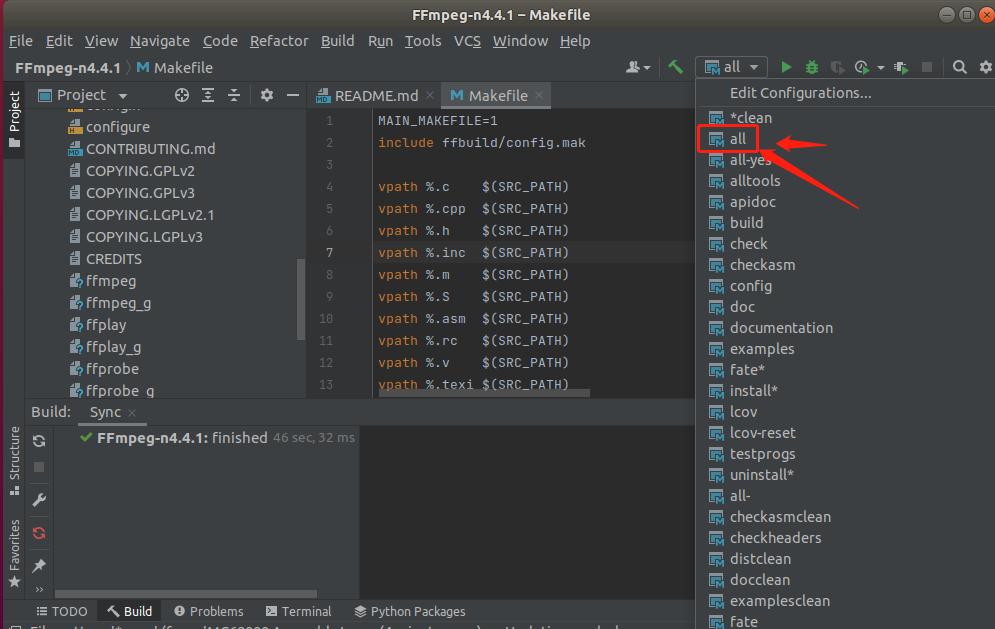 FFmpeg-n4.4.1 – Makefile
File Edit View Navigate Code Refactor Build Run Tools VCS Window Help
FFmpeg-n4.4.1 Makefile all
Project
Project
README.md
Makefile
configure
CONTRIBUTING.md
COPYING.GPLv2
COPYING.GPLv3
COPYING.LGPLv2.1
COPYING.LGPLv3
CREDITS
ffmpeg
ffmpeg_g
ffplay
ffplay_g
ffprobe
ffprobe_g
1 MAIN_MAKEFILE=1
2 include ffbuild/config.mak
3
4 vpath %.c $(SRC_PATH)
5 vpath %.cpp $(SRC_PATH)
6 vpath %.h $(SRC_PATH)
7 vpath %.inc $(SRC_PATH)
8 vpath %.m $(SRC_PATH)
9 vpath %.S $(SRC_PATH)
10 vpath %.asm $(SRC_PATH)
11 vpath %.rc $(SRC_PATH)
12 vpath %.v $(SRC_PATH)
13 vpath %.texi $(SRC_PATH)
Edit Configurations...
*clean
all
all-yes
alltools
apidoc
build
check
checkasm
config
doc
documentation
examples
fate*
install*
lcov
lcov-reset
testprogs
uninstall*
all-
checkasmclean
checkheaders
distclean
docclean
examplesclean
fate
Build: Sync
FFmpeg-n4.4.1: finished 46 sec, 32 ms
Structure
Favorites
TODO Build Problems Terminal Python Packages